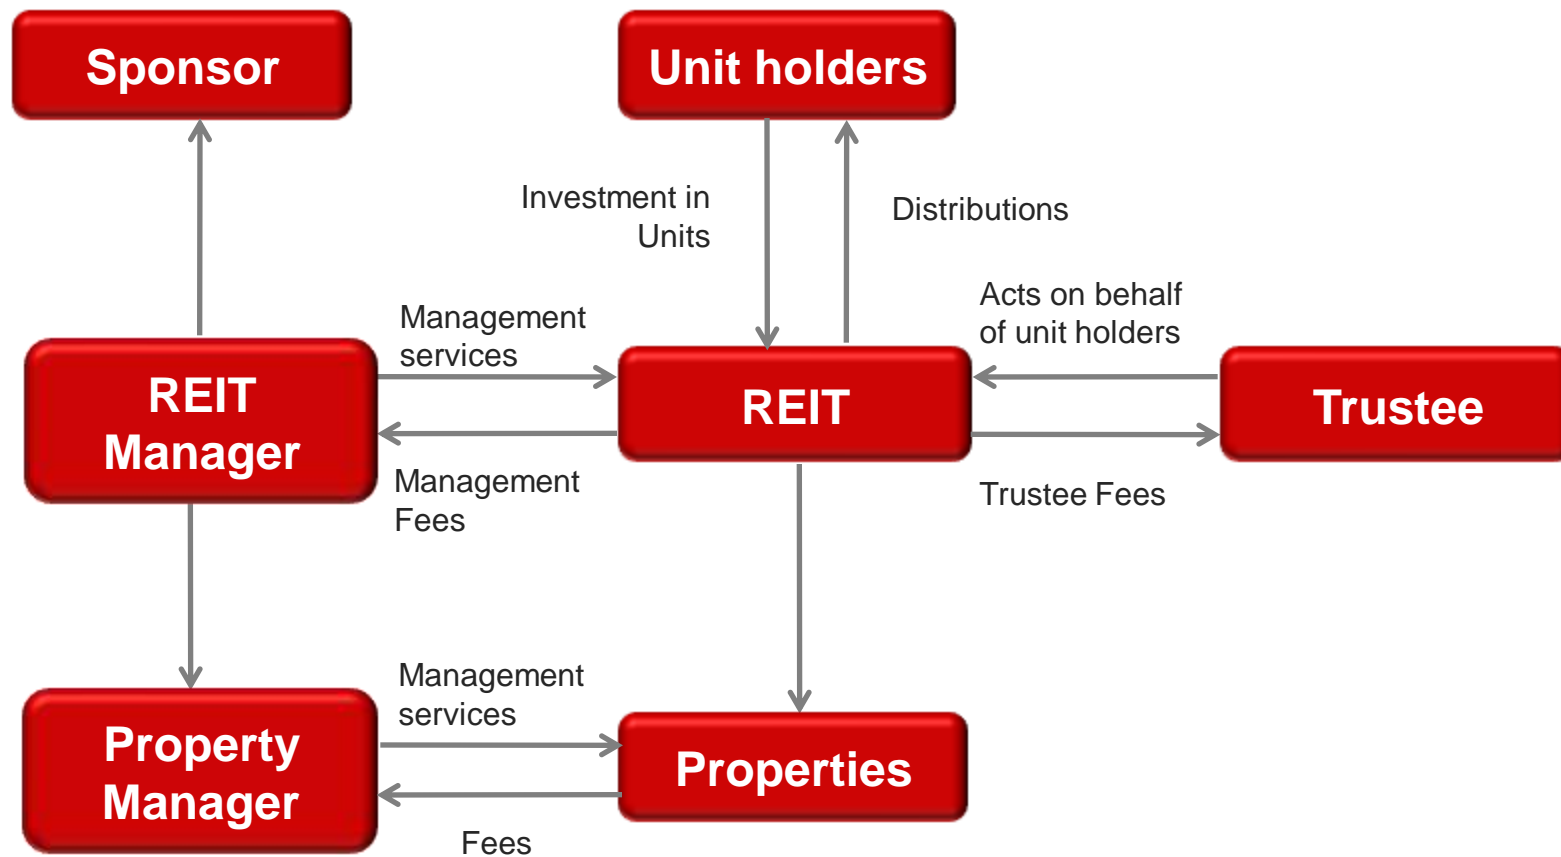 Sponsor
Unit holders
Investment in
Units
Distributions
Acts on behalf
of unit holders
Management
services
REIT
Manager
REIT
Trustee
Management
Fees
Trustee Fees
Management
services
Property
Manager
Properties
Fees